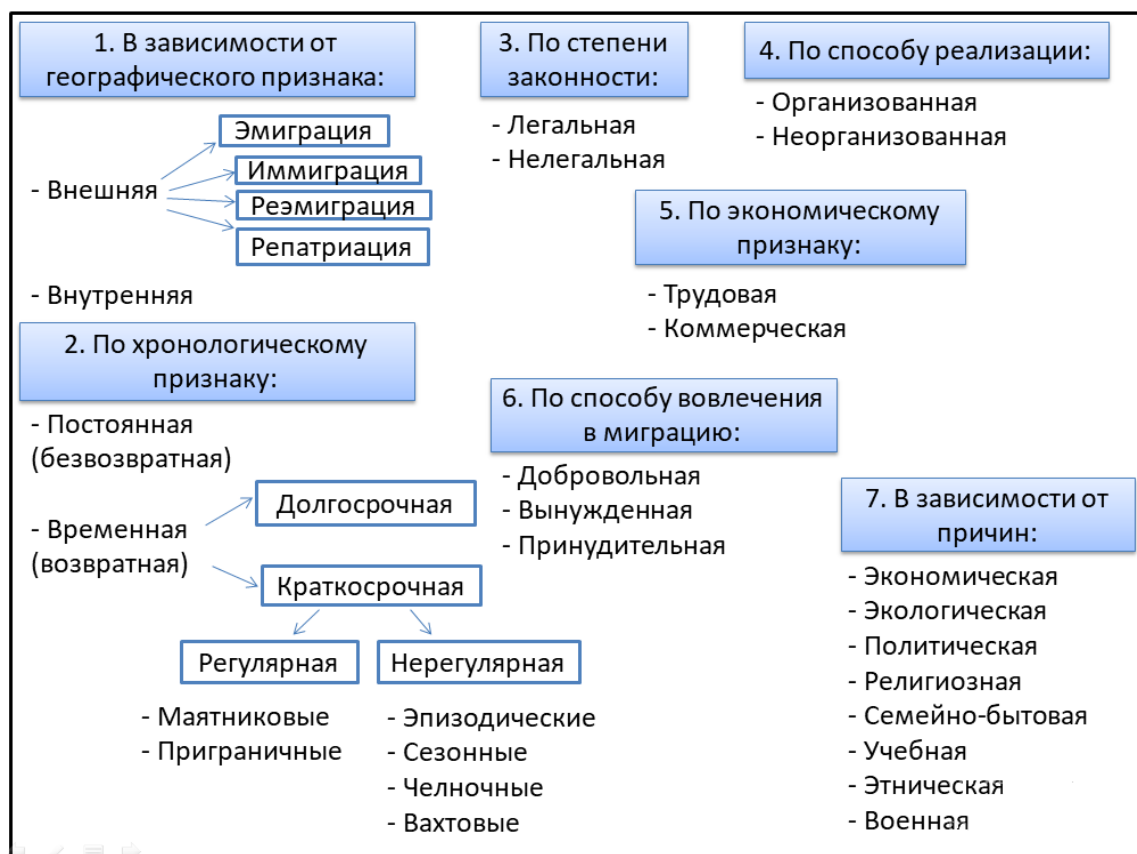 1. В зависимости от
географического признака:
- Внешняя
Эмиграция
Иммиграция
Реэмиграция
Репатриация
- Внутренняя
2. По хронологическому
признаку:
- Постоянная
(безвозвратная)
- Временная
(возвратная)
Долгосрочная
Краткосрочная
Регулярная
Нерегулярная
- Маятниковые
- Приграничные
- Эпизодические
- Сезонные
- Челночные
- Вахтовые
3. По степени
законности:
- Легальная
- Нелегальная
4. По способу реализации:
- Организованная
- Неорганизованная
5. По экономическому
признаку:
- Трудовая
- Коммерческая
6. По способу вовлечения
в миграцию:
- Добровольная
- Вынужденная
- Принудительная
7. В зависимости от
причин:
- Экономическая
- Экологическая
- Политическая
- Религиозная
- Семейно-бытовая
- Учебная
- Этническая
- Военная